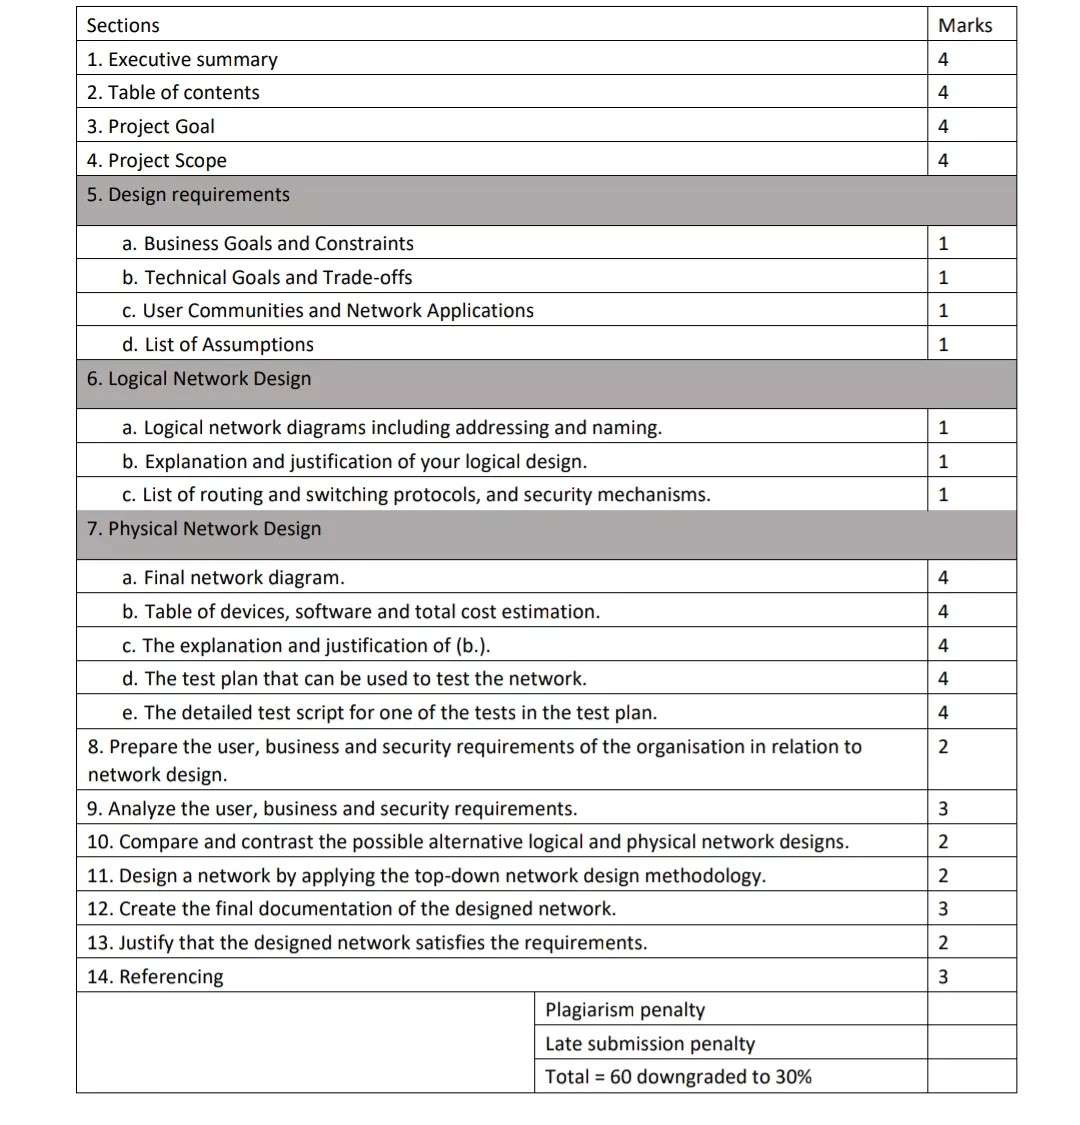 Sections Marks
1. Executive summary 4
2. Table of contents 4
3. Project Goal 4
4. Project Scope 4
5. Design requirements
a. Business Goals and Constraints 1
b. Technical Goals and Trade-offs 1
c. User Communities and Network Applications 1
d. List of Assumptions 1
6. Logical Network Design
a. Logical network diagrams including addressing and naming. 1
b. Explanation and justification of your logical design. 1
c. List of routing and switching protocols, and security mechanisms. 1
7. Physical Network Design
a. Final network diagram. 4
b. Table of devices, software and total cost estimation. 4
c. The explanation and justification of (b.). 4
d. The test plan that can be used to test the network. 4
e. The detailed test script for one of the tests in the test plan. 4
8. Prepare the user, business and security requirements of the organisation in relation to 2
network design.
9. Analyze the user, business and security requirements. 3
10. Compare and contrast the possible alternative logical and physical network designs. 2
11. Design a network by applying the top-down network design methodology. 2
12. Create the final documentation of the designed network. 3
13. Justify that the designed network satisfies the requirements. 2
14. Referencing 3
Plagiarism penalty
Late submission penalty
Total = 60 downgraded to 30%